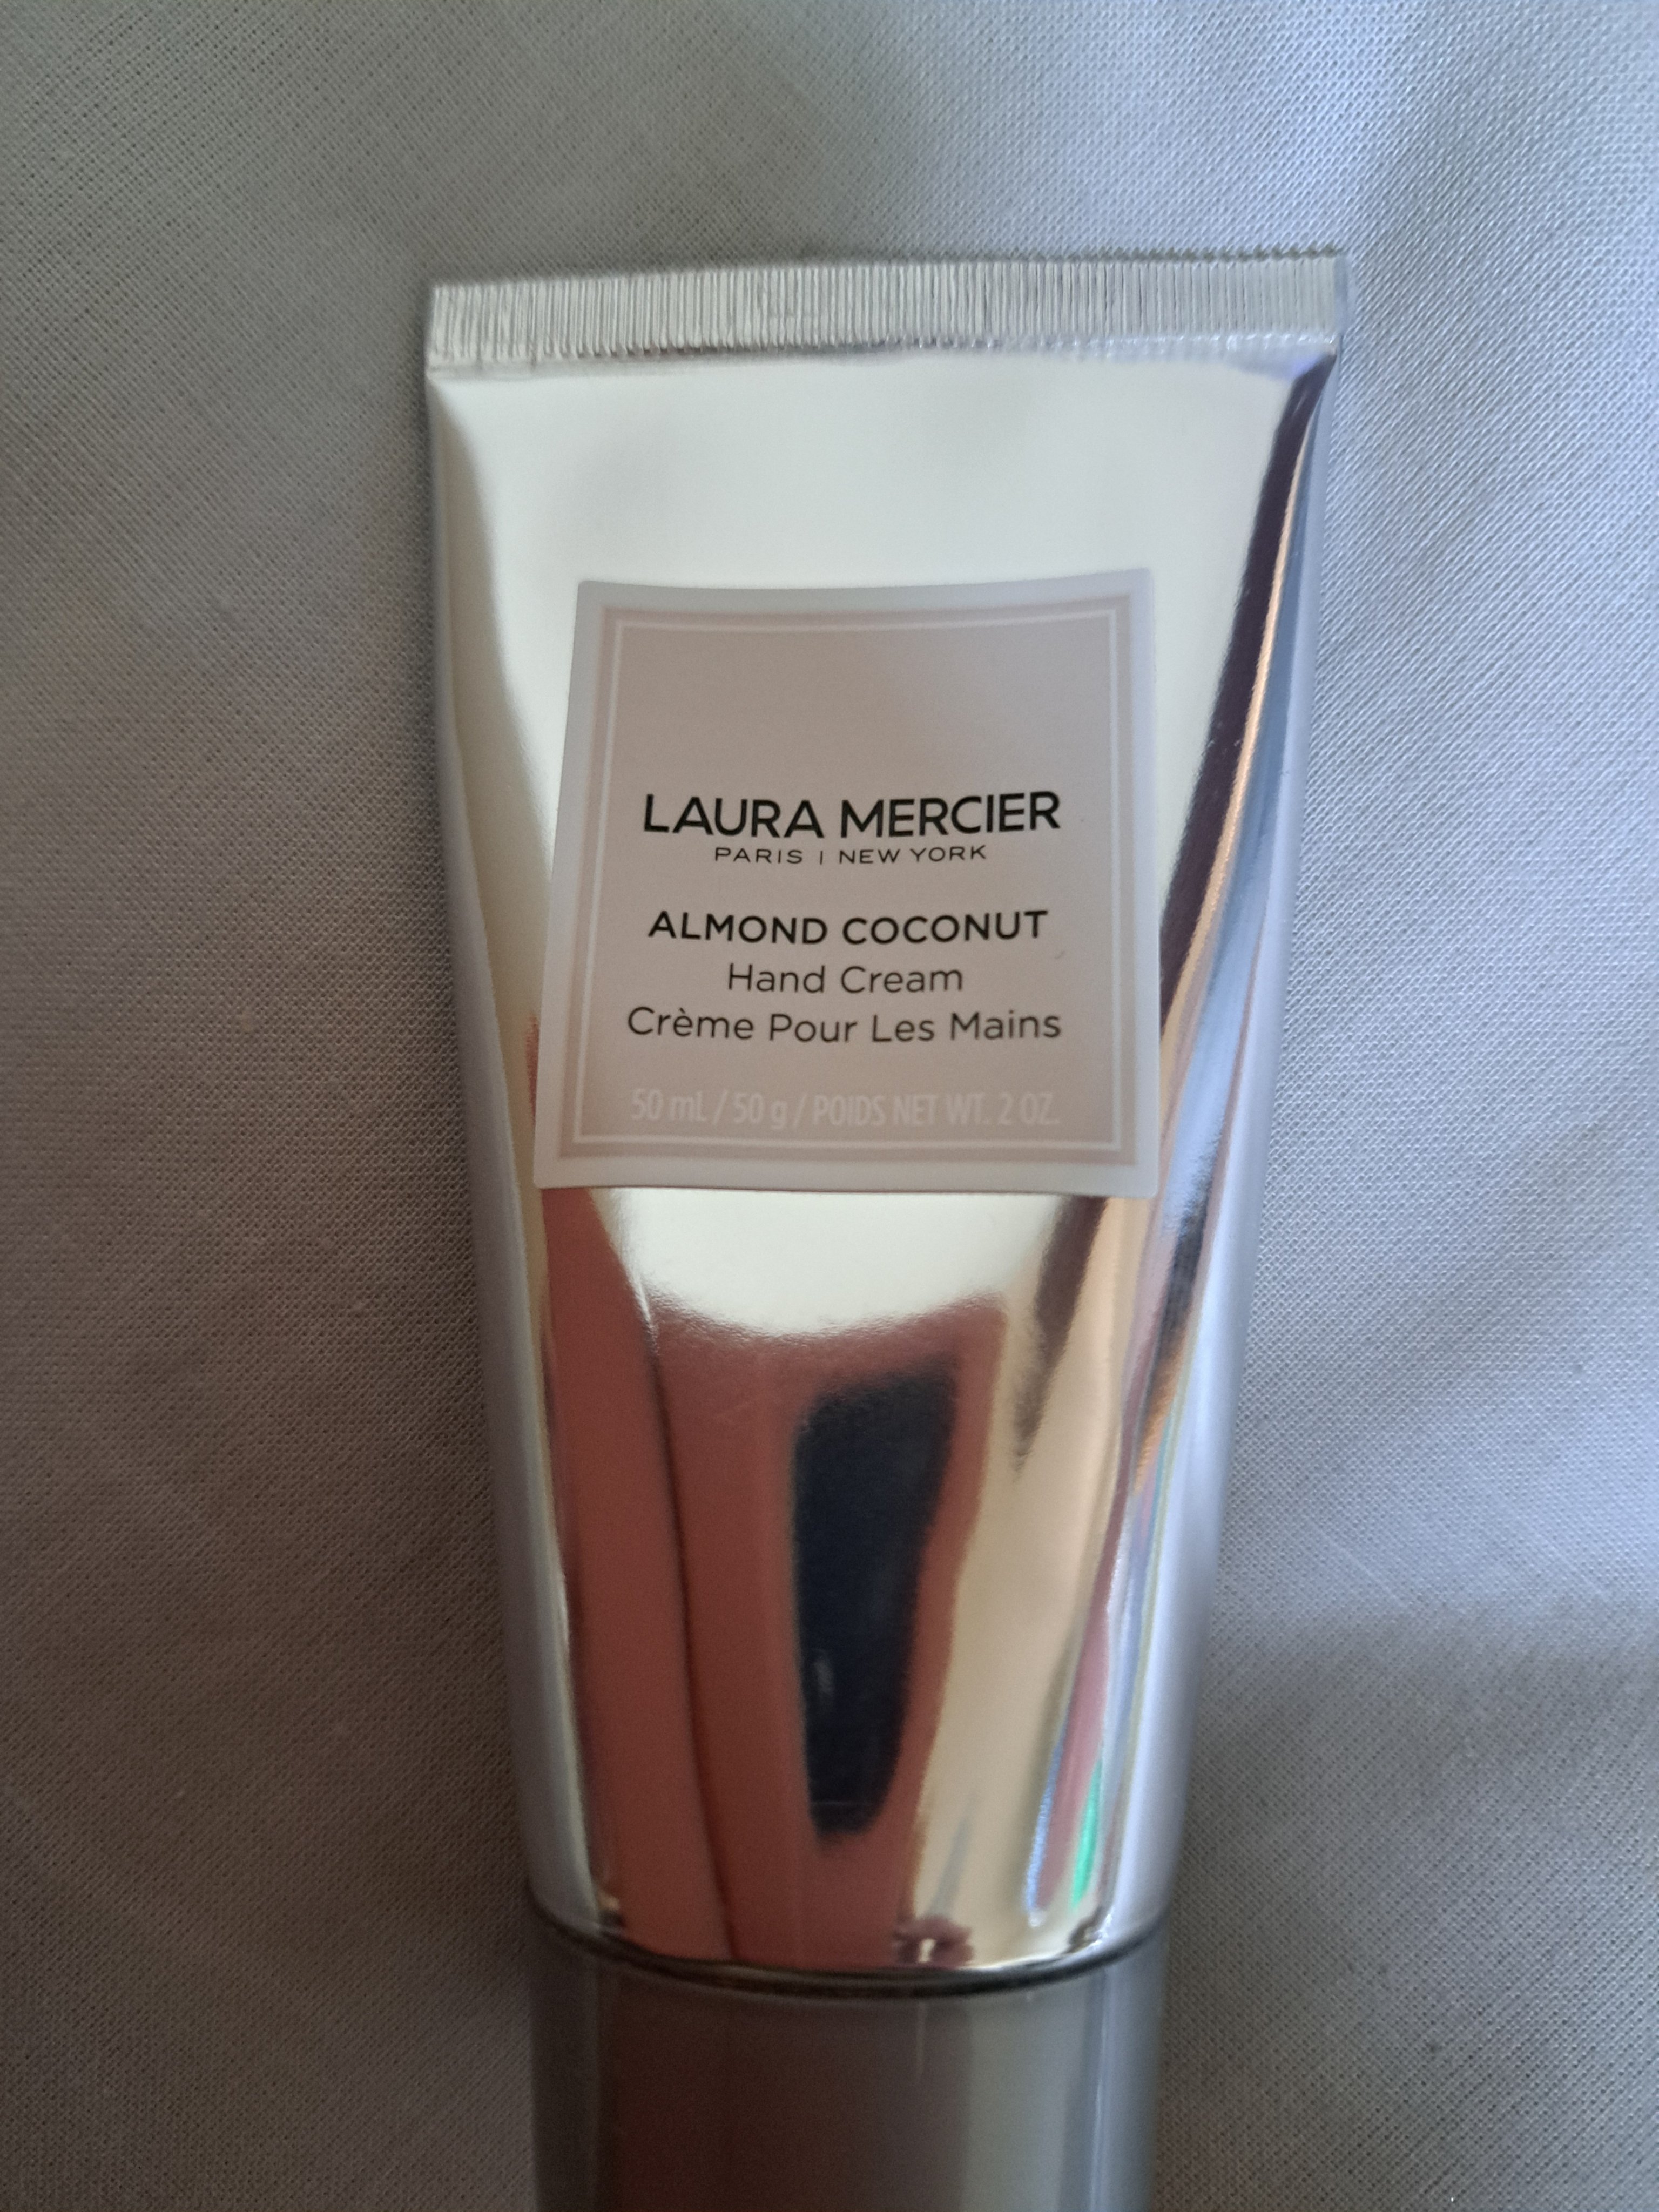 LAURA MERCIER
PARIS | NEW YORK
ALMOND COCONUT
Hand Cream
Crème Pour Les Mains
50 mL / 50 g / POIDS NET WT. 2 OZ.